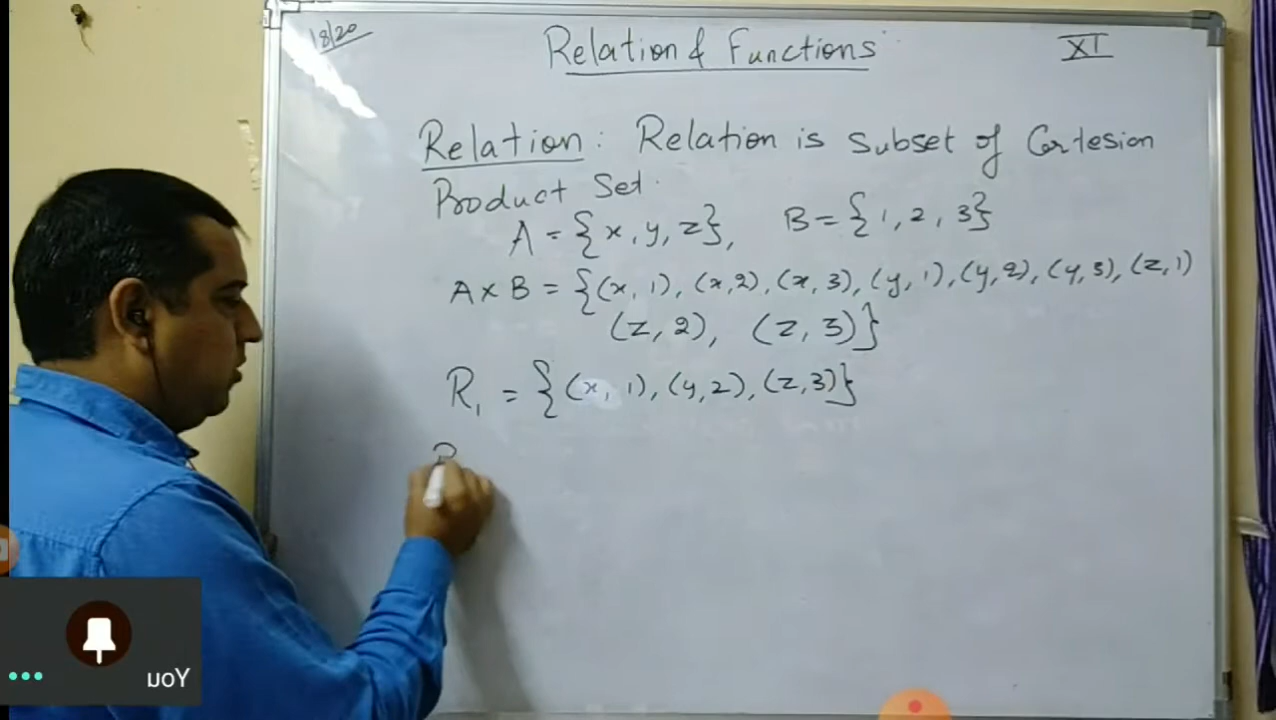 18/20
Relation & Functions
XI
Relation: Relation is Subset of Cartesion
Product Set.
A = {x, y, z}, B = {1, 2, 3}
A x B = {(x, 1), (x, 2), (x, 3), (y, 1), (y, 2), (y, 3), (z, 1)
(z, 2), (z, 3)}
R₁ = {(x, 1), (y, 2), (z, 3)}
R
You